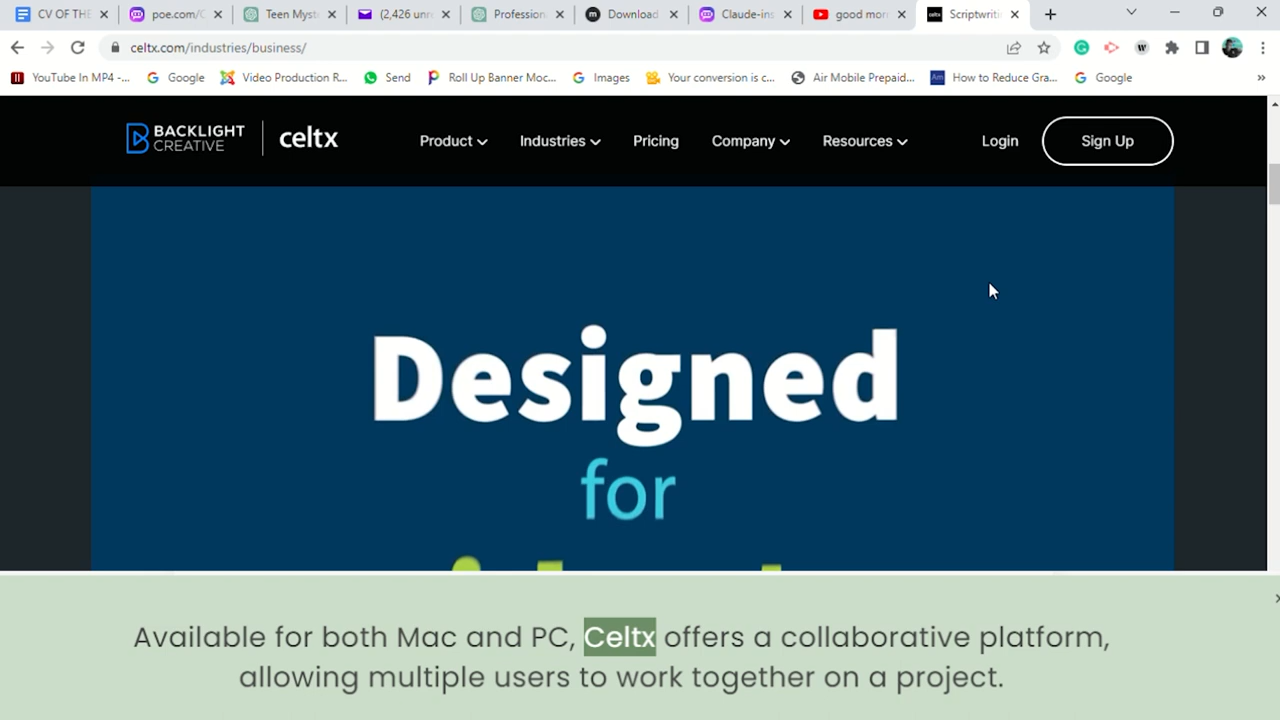 CV OF THE
poe.com/C
Teen Myst
(2,426 unr
Profession
Download
Claude-ins
good mor
celtx
Scriptwriti
celtx.com/industries/business/
YouTube In MP4 -...
Google
Video Production R...
Send
Roll Up Banner Moc...
Images
Your conversion is c...
Air Mobile Prepaid...
Am
How to Reduce Gra...
Google
»
BACKLIGHT
CREATIVE
celtx
Product
Industries
Pricing
Company
Resources
Login
Sign Up
Designed
for
Available for both Mac and PC, Celtx offers a collaborative platform,
allowing multiple users to work together on a project.